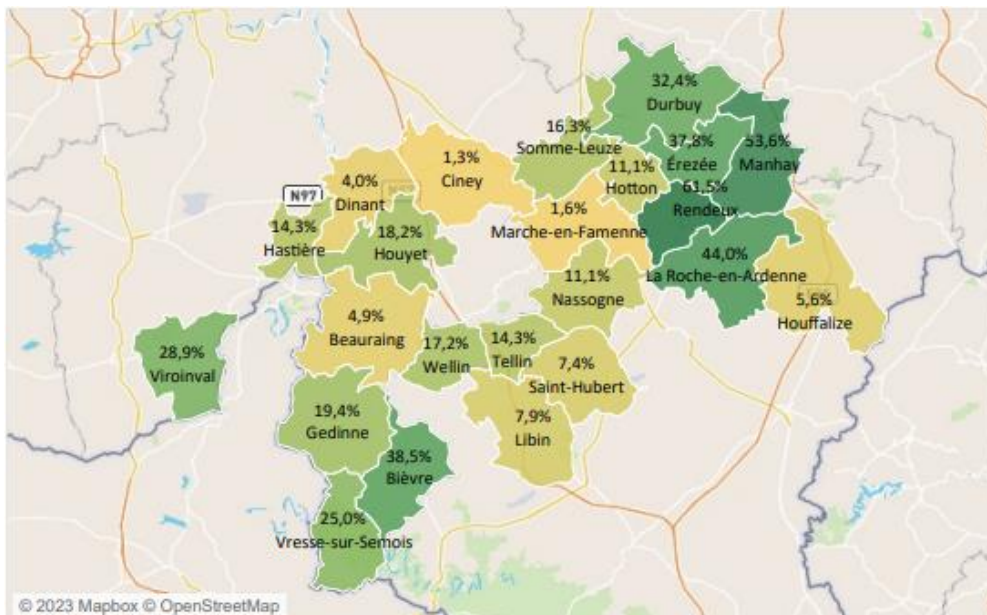 32,4%
Durbuy
16,3%
Somme-Leuze
37,8%
Érezée
53,6%
Manhay
1,3%
Ciney
11,1%
Hotton
4,0%
Dinant
N97
61,5%
Rendeux
1,6%
Marche-en-Famenne
14,3%
Hastière
18,2%
Houyet
44,0%
La Roche-en-Ardenne
11,1%
Nassogne
5,6%
Houffalize
4,9%
Beauraing
17,2%
Wellin
14,3%
Tellin
28,9%
Viroinval
7,4%
Saint-Hubert
7,9%
Libin
19,4%
Gedinne
38,5%
Bièvre
25,0%
Vresse-sur-Semois
© 2023 Mapbox © OpenStreetMap